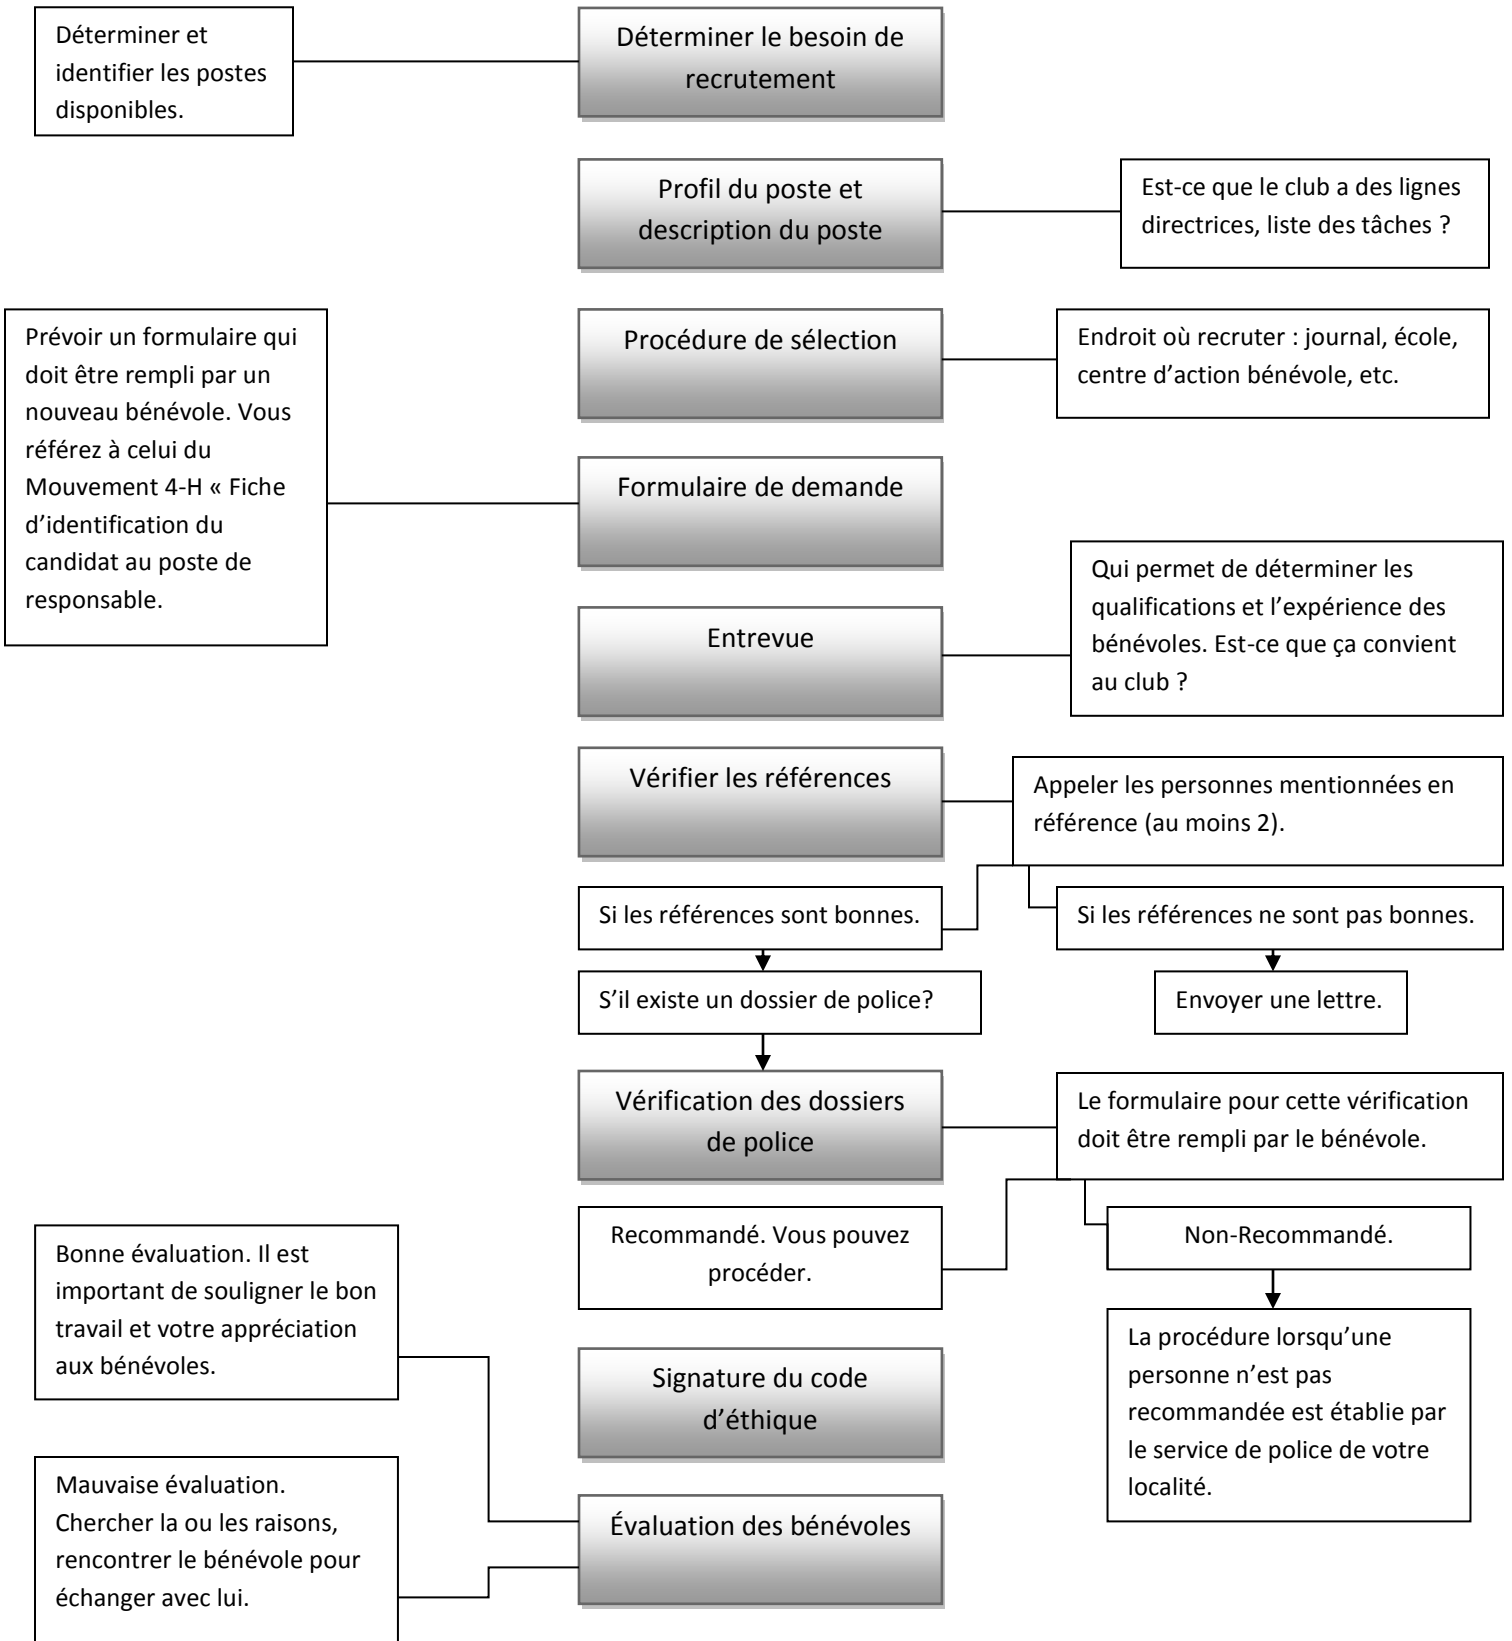 Déterminer et
identifier les postes
disponibles.
Déterminer le besoin de
recrutement
Profil du poste et
description du poste
Est-ce que le club a des lignes
directrices, liste des tâches ?
Prévoir un formulaire qui
doit être rempli par un
nouveau bénévole. Vous
référez à celui du
Mouvement 4-H « Fiche
d’identification du
candidat au poste de
responsable.
Procédure de sélection
Endroit où recruter : journal, école,
centre d’action bénévole, etc.
Formulaire de demande
Entrevue
Qui permet de déterminer les
qualifications et l’expérience des
bénévoles. Est-ce que ça convient
au club ?
Vérifier les références
Appeler les personnes mentionnées en
référence (au moins 2).
Si les références sont bonnes.
Si les références ne sont pas bonnes.
S’il existe un dossier de police?
Envoyer une lettre.
Vérification des dossiers
de police
Le formulaire pour cette vérification
doit être rempli par le bénévole.
Recommandé. Vous pouvez
procéder.
Non-Recommandé.
La procédure lorsqu’une
personne n’est pas
recommandée est établie par
le service de police de votre
localité.
Bonne évaluation. Il est
important de souligner le bon
travail et votre appréciation
aux bénévoles.
Signature du code
d’éthique
Mauvaise évaluation.
Chercher la ou les raisons,
rencontrer le bénévole pour
échanger avec lui.
Évaluation des bénévoles